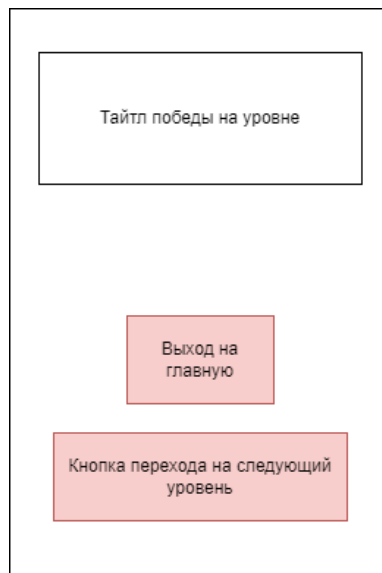 Тайтл победы на уровне
Выход на
главную
Кнопка перехода на следующий
уровень